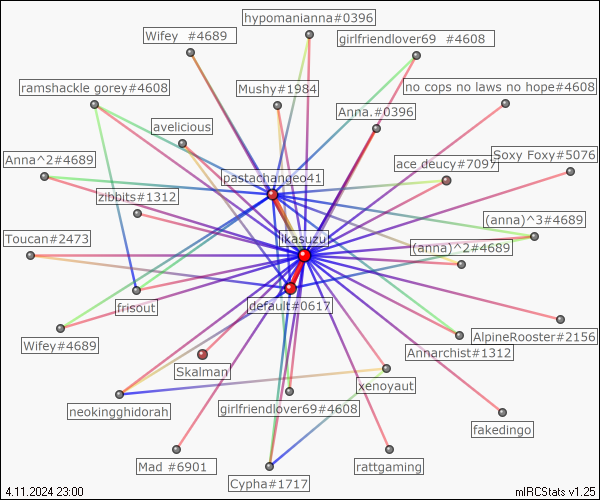 hypomanianna#0396
Wifey  #4689
girlfriendlover69  #4608
ramshackle gorey#4608
Mushy#1984
no cops no laws no hope#4608
Anna.#0396
avelicious
Anna^2#4689
pastachangeo41
ace deucy#7097
Soxy Foxy#5076
zibbits#1312
(anna)^3#4689
Toucan#2473
likasuzu
(anna)^2#4689
frisout
default#0617
AlpineRooster#2156
Wifey#4689
Annarchist#1312
Skalman
xenoyaut
neokingghidorah
girlfriendlover69#4608
fakedingo
Mad #6901
rattgaming
Cypha#1717
4.11.2024 23:00
mIRCStats v1.25